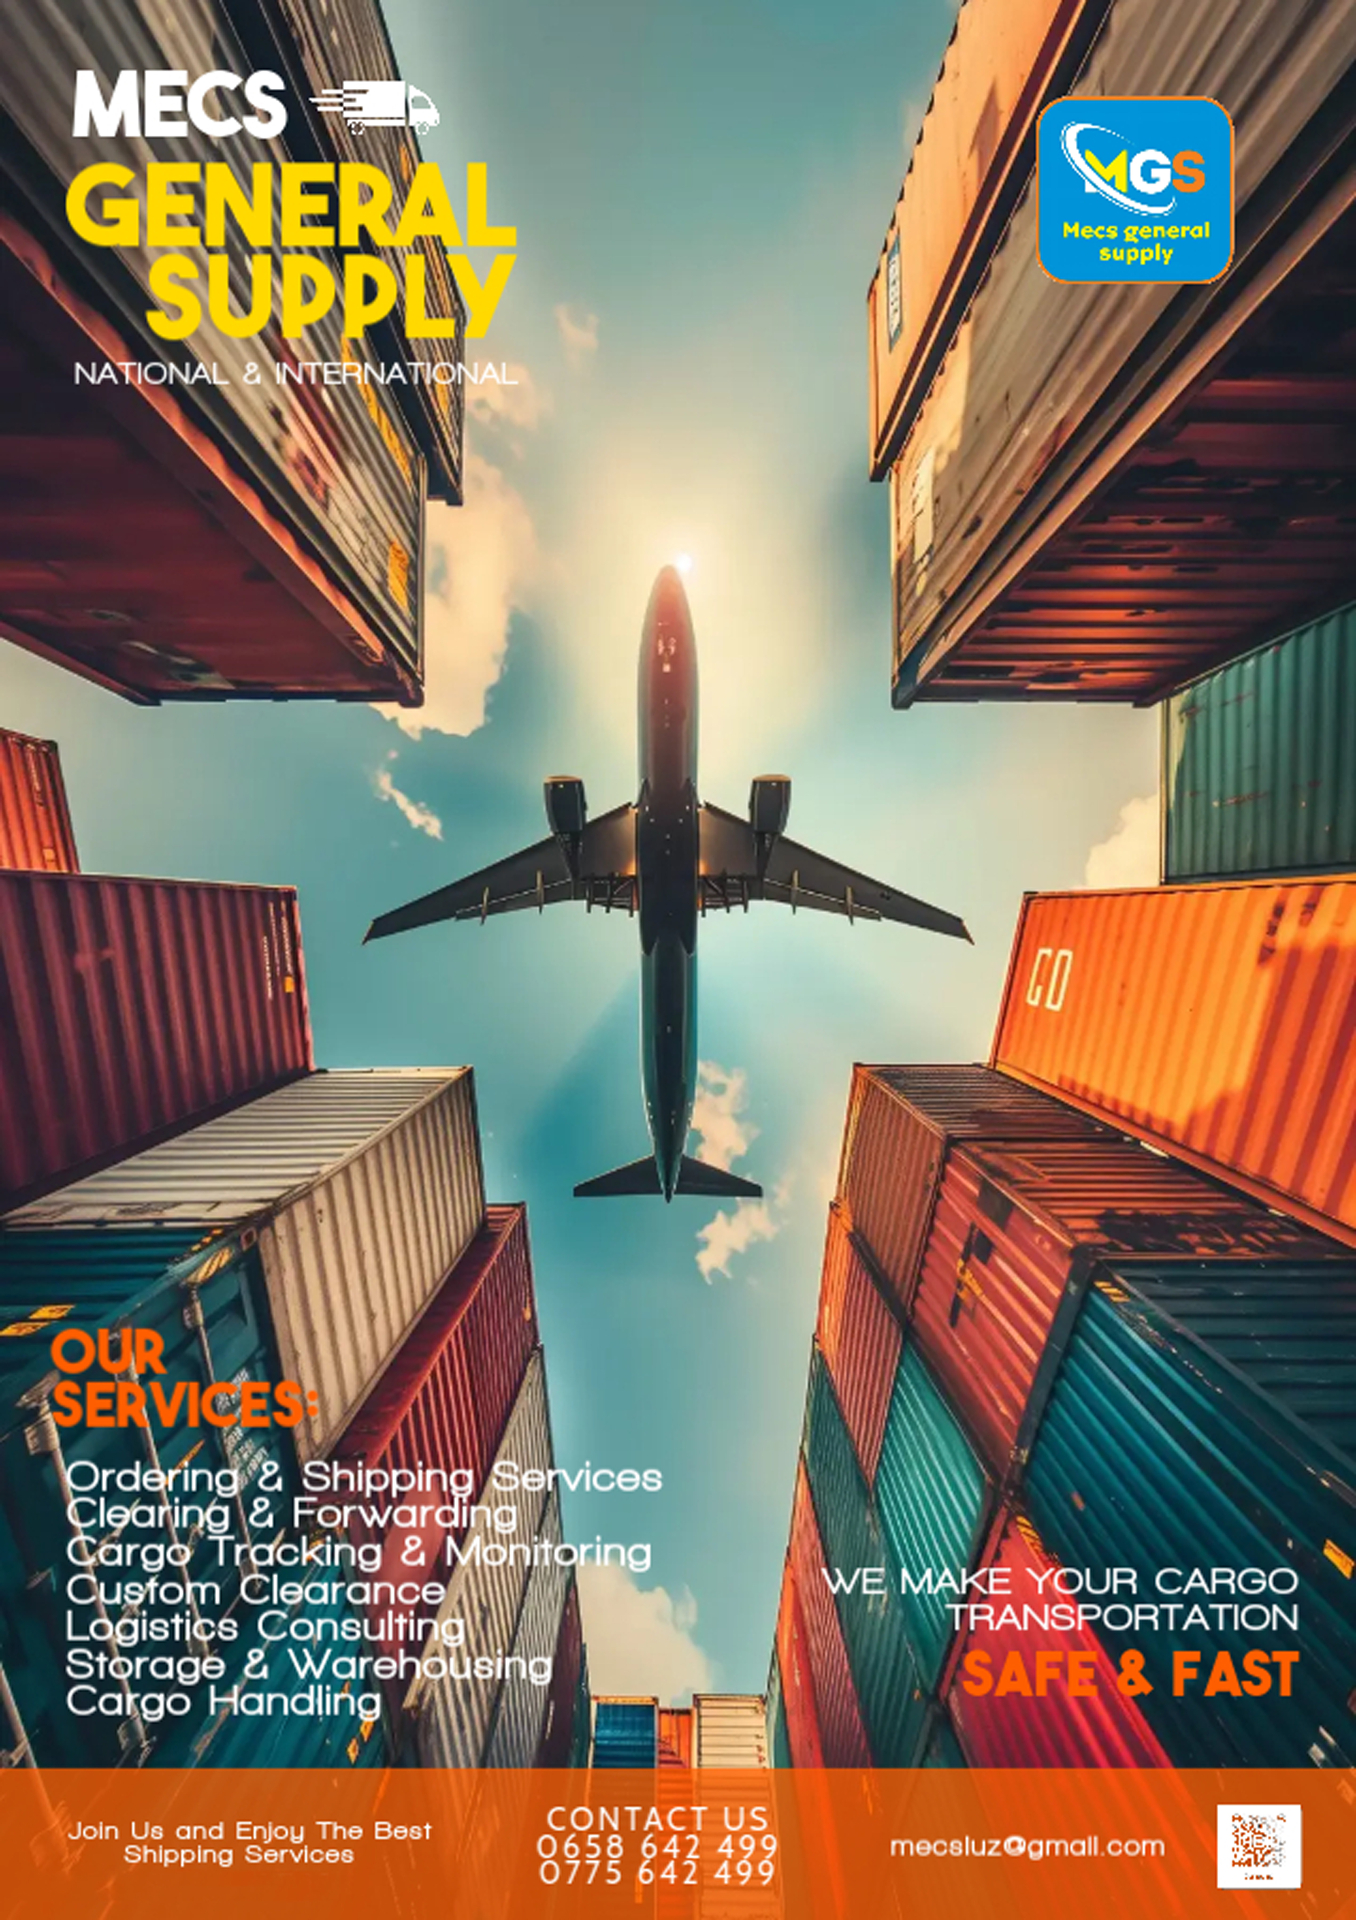 MECS
GENERAL
SUPPLY
NATIONAL & INTERNATIONAL
MGS
Mecs general
supply
GO
OUR
SERVICES:
Ordering & Shipping Services
Clearing & Forwarding
Cargo Tracking & Monitoring
Custom Clearance
Logistics Consulting
Storage & Warehousing
Cargo Handling
WE MAKE YOUR CARGO
TRANSPORTATION
SAFE & FAST
Join Us and Enjoy The Best
Shipping Services
CONTACT US
0658 642 499
0775 642 499
mecsluz@gmail.com